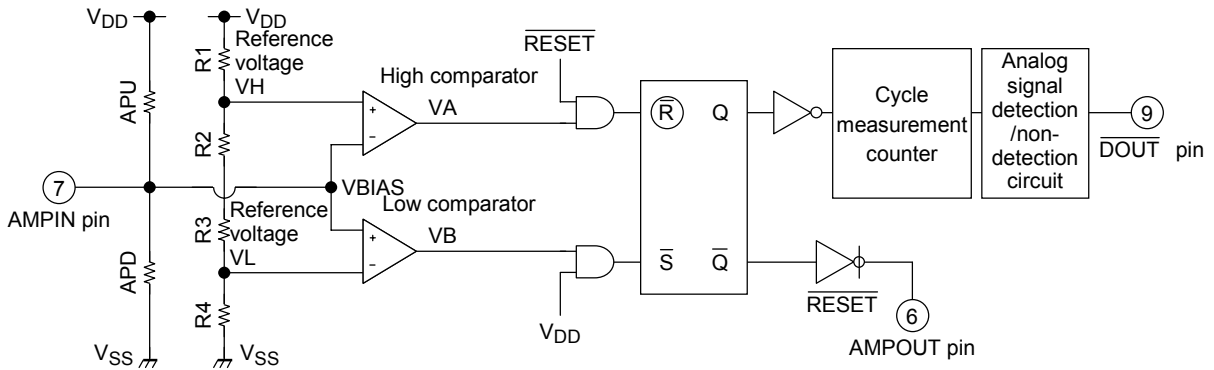 VDD
VDD
Reference
voltage
R1
VH
APU
R2
High comparator
+
−
VA
RESET
R
Q
Cycle
measurement
counter
Analog
signal
detection
/non-
detection
circuit
9
DOUT pin
7
AMPIN pin
VBIAS
Reference
voltage
R3
VL
APD
R4
Low comparator
+
−
VB
VDD
S
Q
RESET
6
AMPOUT pin
VSS
VSS